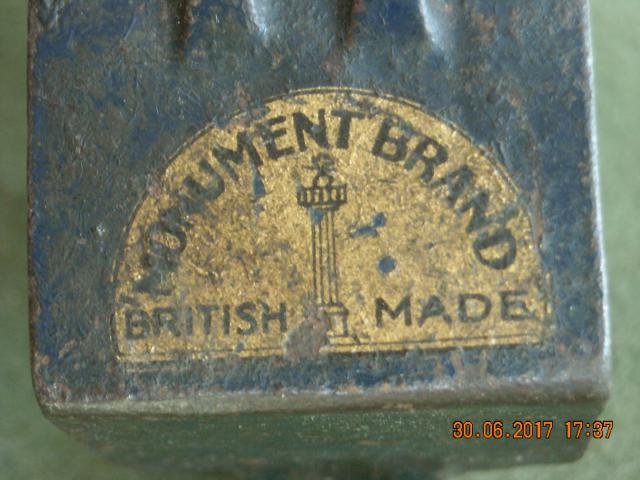 MONUMENT BRAND
BRITISH MADE
30.06.2017 17:37